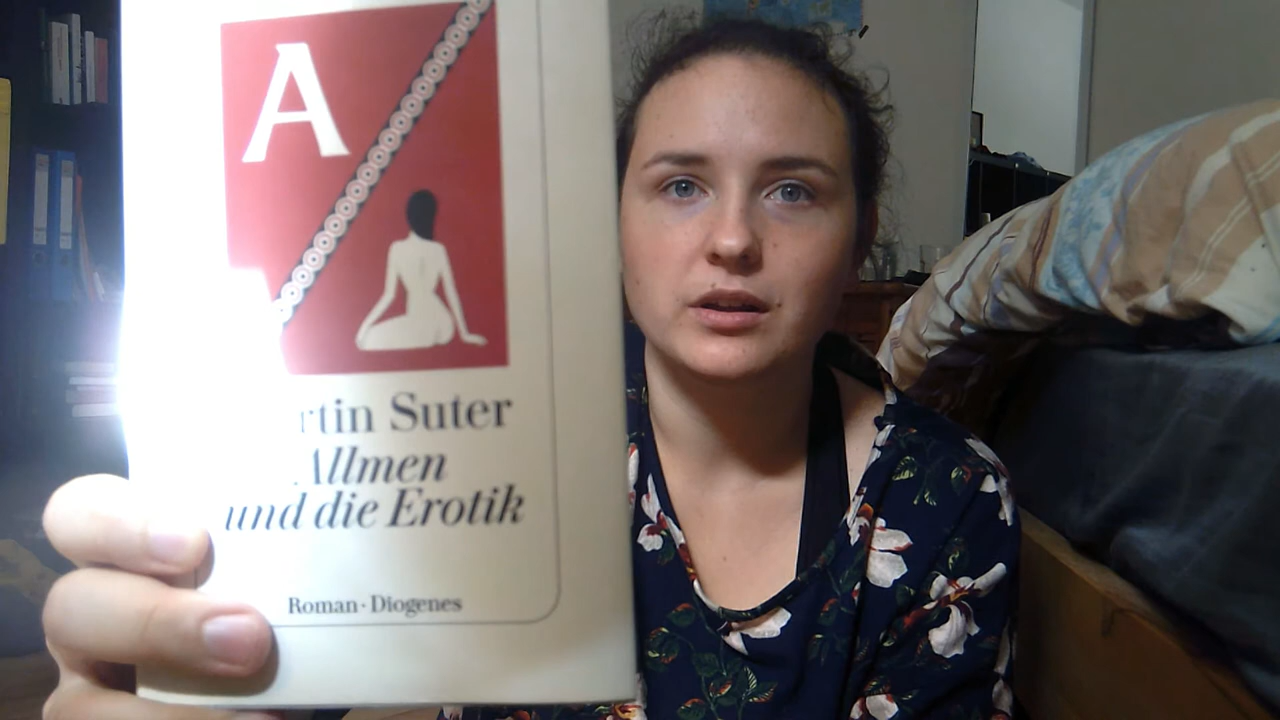 A
rtin Suter
Allmen
und die Erotik
Roman · Diogenes